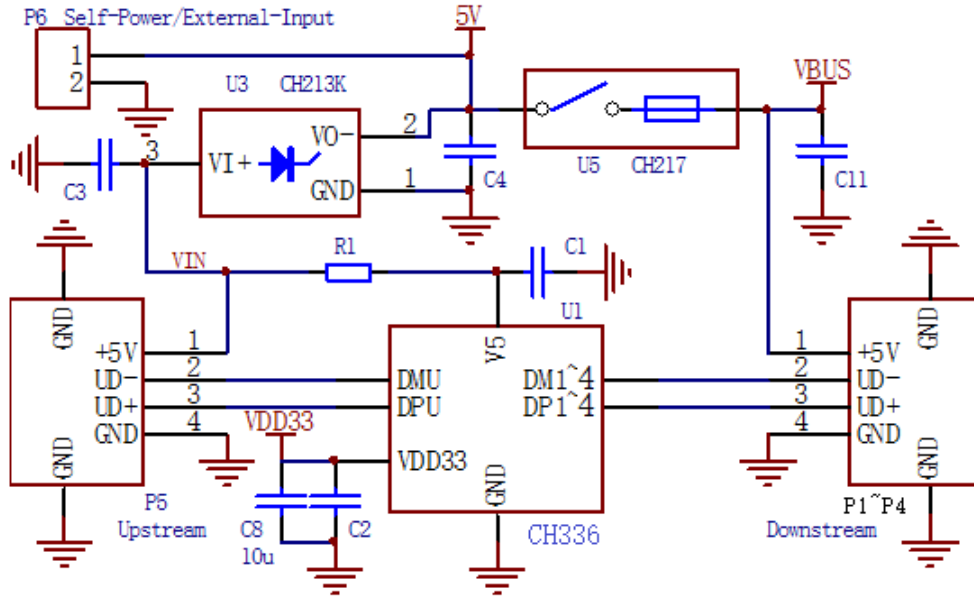 P6 Self-Power/External-Input
5V
1
2
U3 CH213K
VBUS
VO-
2
3
VI+
GND
1
C3
C4
U5 CH217
C11
VIN
R1
C1
U1
GND
V5
GND
+5V
1
1
+5V
UD-
2
DMU
DM1~4
2
UD-
UD+
3
DPU
DP1~4
3
UD+
GND
4
VDD33
4
GND
GND
VDD33
GND
GND
P5
Upstream
C8
10u
C2
CH336
P1~P4
Downstream